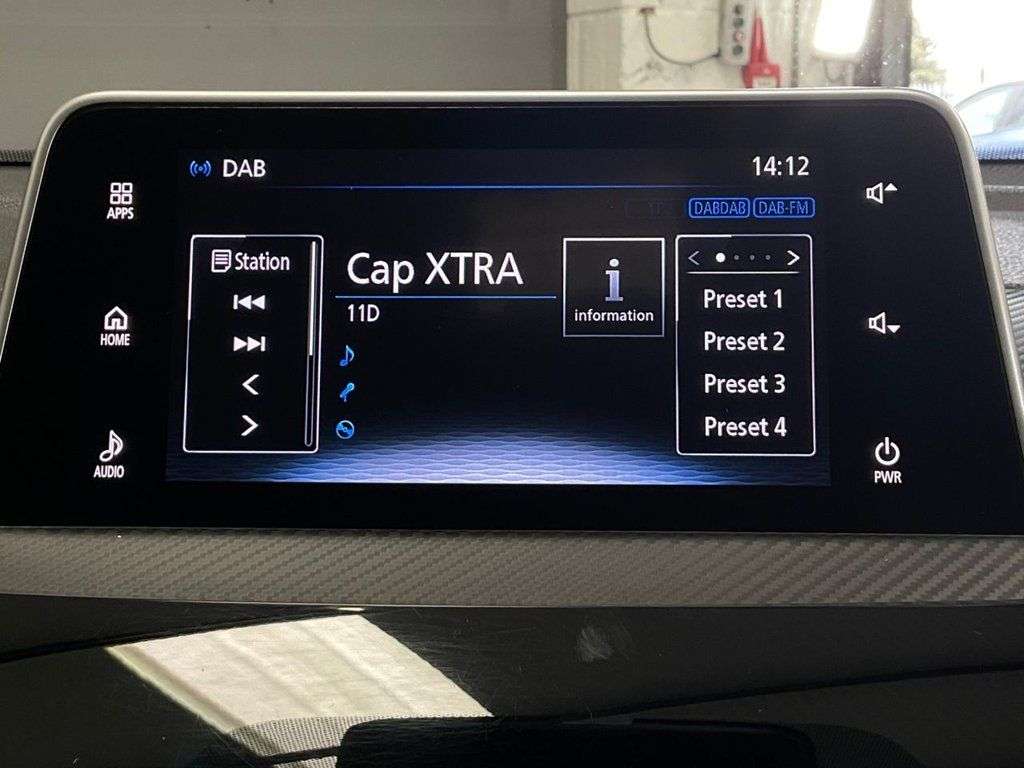 DAB
14:12
APPS
DABDAB DAB-FM
Station
Cap XTRA
11D
information
Preset 1
Preset 2
Preset 3
Preset 4
HOME
AUDIO
PWR